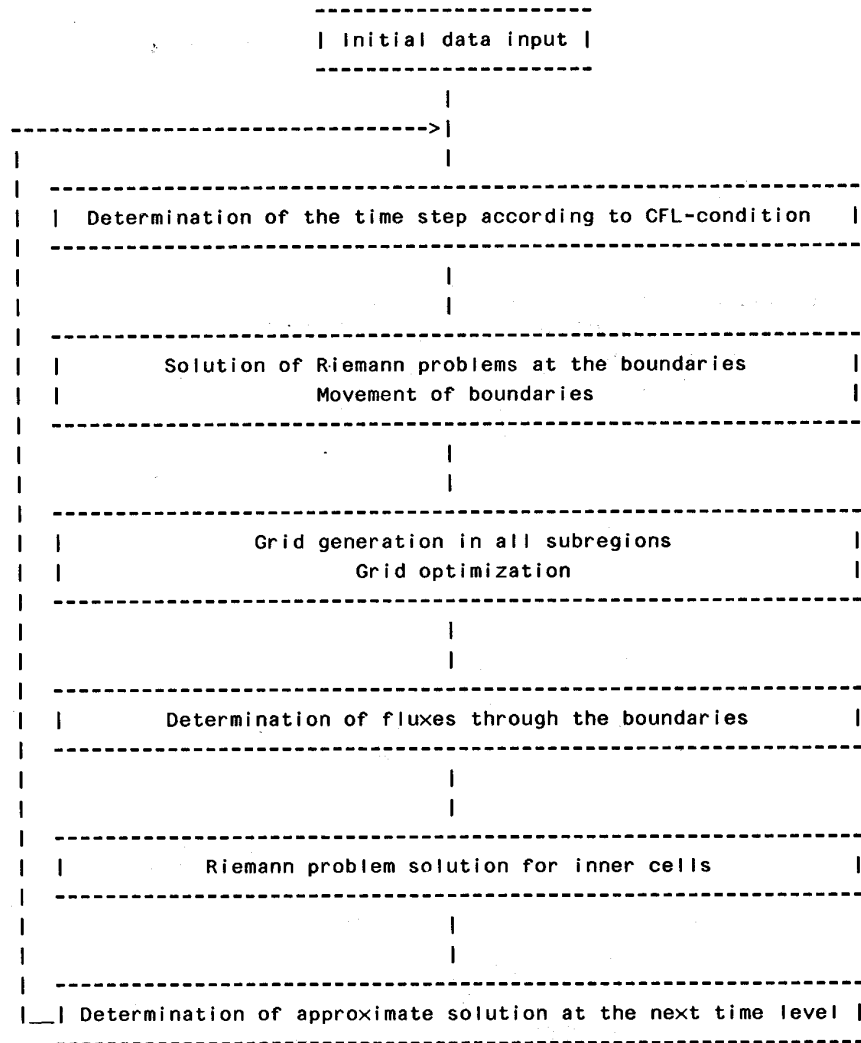 Initial data input
Determination of the time step according to CFL-condition
Solution of Riemann problems at the boundaries
Movement of boundaries
Grid generation in all subregions
Grid optimization
Determination of fluxes through the boundaries
Riemann problem solution for inner cells
Determination of approximate solution at the next time level